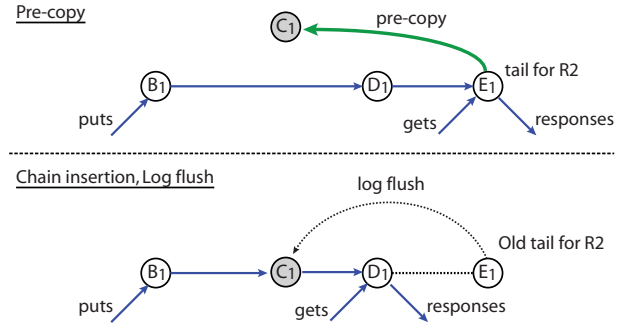 Pre-copy
C1
pre-copy
tail for R2
B1
D1
E1
puts
gets
responses
Chain insertion, Log flush
log flush
Old tail for R2
B1
C1
D1
E1
puts
gets
responses